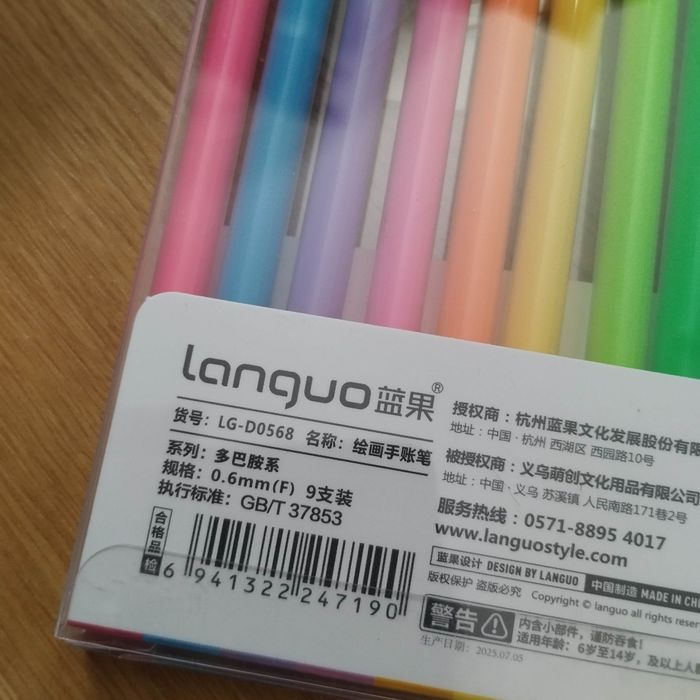 languo®蓝果
货号：LG-D0568 名称：绘画手账笔
系列：多巴胺系
规格：0.6mm(F) 9支装
执行标准：GB/T 37853
合格品
检
6 941322 247190
授权商：杭州蓝果文化发展股份有限
地址：中国·杭州 西湖区 西园路10号
被授权商：义乌萌创文化用品有限公司
地址：中国·义乌 苏溪镇 人民南路171巷2号
服务热线：0571-8895 4017
www.languostyle.com
蓝果设计 DESIGN BY LANGUO 中国制造 MADE IN CHI
版权保护 盗版必究 Copyright © languo all rights reser
警告 内含小部件，谨防吞食！
适用年龄：6岁至14岁，及以上人群
生产日期：2025.07.05